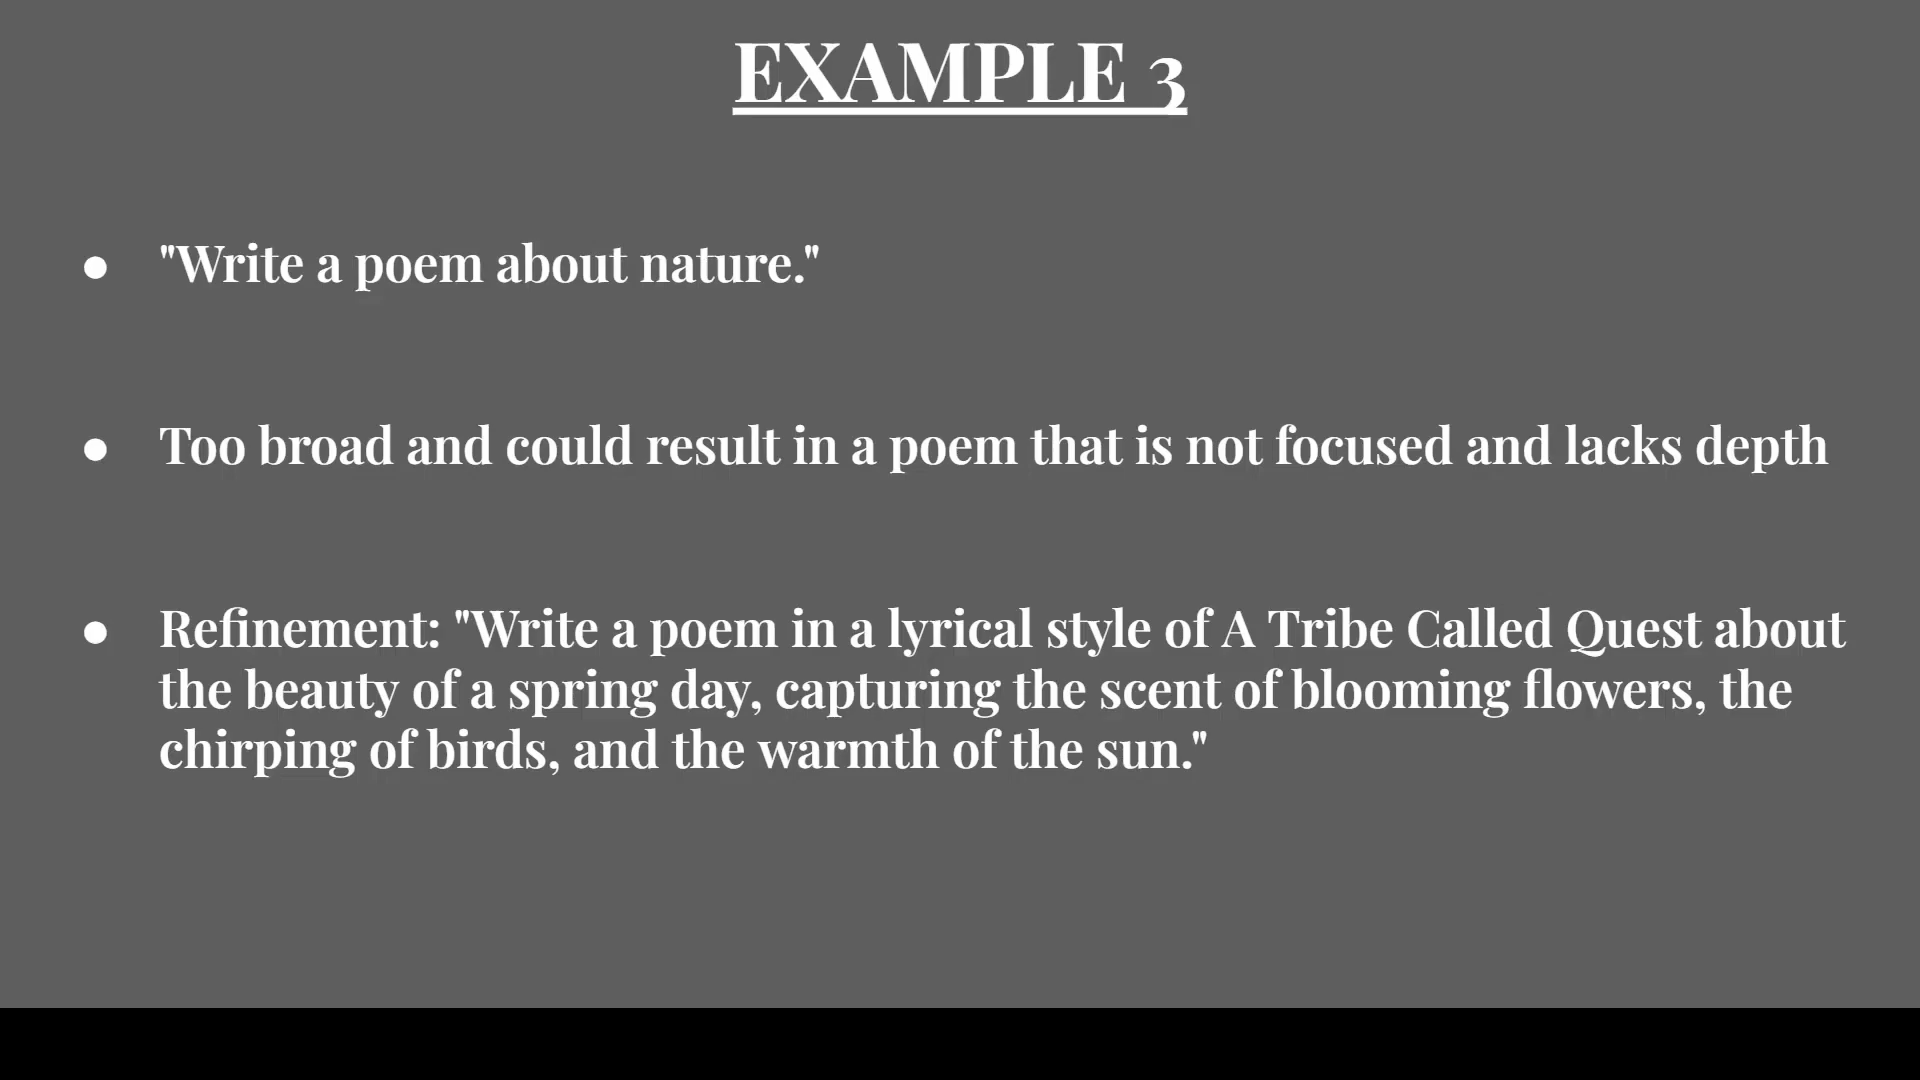 EXAMPLE 3
● "Write a poem about nature."
● Too broad and could result in a poem that is not focused and lacks depth
● Refinement: "Write a poem in a lyrical style of A Tribe Called Quest about
the beauty of a spring day, capturing the scent of blooming flowers, the
chirping of birds, and the warmth of the sun."